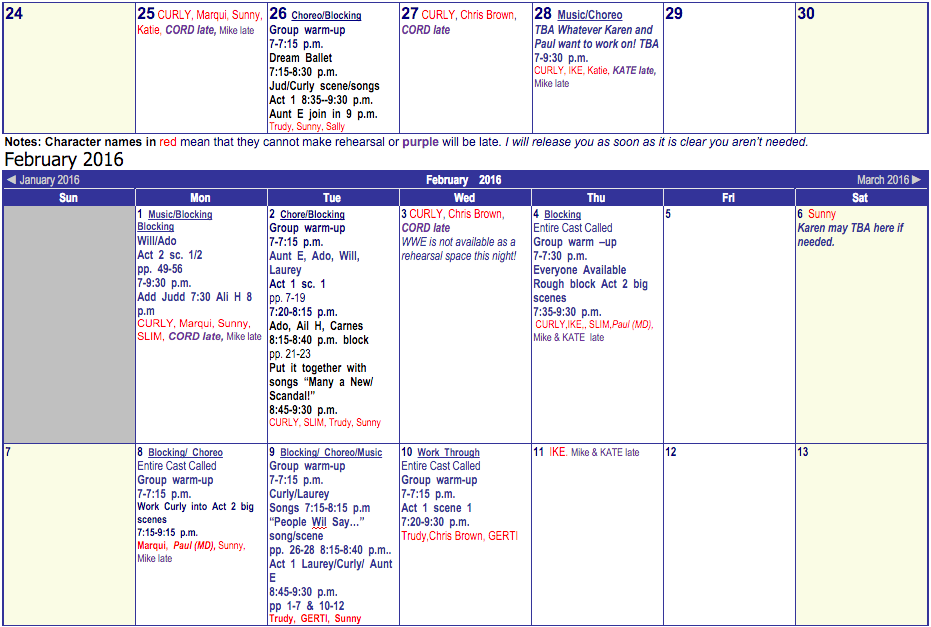 24
25 CURLY, Marqui, Sunny,
Katie, CORD late, Mike late
26 Choreo/Blocking
Group warm-up
7-7:15 p.m.
Dream Ballet
7:15-8:30 p.m.
Jud/Curly scene/songs
Act 1 8:35--9:30 p.m.
Aunt E join in 9 p.m.
Trudy, Sunny, Sally
27 CURLY, Chris Brown,
CORD late
28 Music/Choreo
TBA Whatever Karen and
Paul want to work on! TBA
7-9:30 p.m.
CURLY, IKE, Katie, KATE late,
Mike late
29
30
Notes: Character names in red mean that they cannot make rehearsal or purple will be late. I will release you as soon as it is clear you aren't needed.
February 2016
◄ January 2016
February 2016
March 2016 ►
Sun
Mon
Tue
Wed
Thu
Fri
Sat
1 Music/Blocking
Blocking
Will/Ado
Act 2 sc. 1/2
pp. 49-56
7-9:30 p.m.
Add Judd 7:30 Ali H 8
p.m
CURLY, Marqui, Sunny,
SLIM, CORD late, Mike late
2 Chore/Blocking
Group warm-up
7-7:15 p.m.
Aunt E, Ado, Will,
Laurey
Act 1 sc. 1
pp. 7-19
7:20-8:15 p.m.
Ado, Ail H, Carnes
8:15-8:40 p.m. block
pp. 21-23
Put it together with
songs “Many a New/
Scandal!”
8:45-9:30 p.m.
CURLY, SLIM, Trudy, Sunny
3 CURLY, Chris Brown,
CORD late
WWE is not available as a
rehearsal space this night!
4 Blocking
Entire Cast Called
Group warm –up
7-7:30 p.m.
Everyone Available
Rough block Act 2 big
scenes
7:35-9:30 p.m.
CURLY,IKE,, SLIM,Paul (MD),
Mike & KATE late
5
6 Sunny
Karen may TBA here if
needed.
7
8 Blocking/ Choreo
Entire Cast Called
Group warm-up
7-7:15 p.m.
Work Curly into Act 2 big
scenes
7:15-9:15 p.m.
Marqui, Paul (MD), Sunny,
Mike late
9 Blocking/ Choreo/Music
Group warm-up
7-7:15 p.m.
Curly/Laurey
Songs 7:15-8:15 p.m
“People Wil Say…”
song/scene
pp. 26-28 8:15-8:40 p.m..
Act 1 Laurey/Curly/ Aunt
E
8:45-9:30 p.m.
pp 1-7 & 10-12
Trudy, GERTI, Sunny
10 Work Through
Entire Cast Called
Group warm-up
7-7:15 p.m.
Act 1 scene 1
7:20-9:30 p.m.
Trudy,Chris Brown, GERTI
11 IKE. Mike & KATE late
12
13